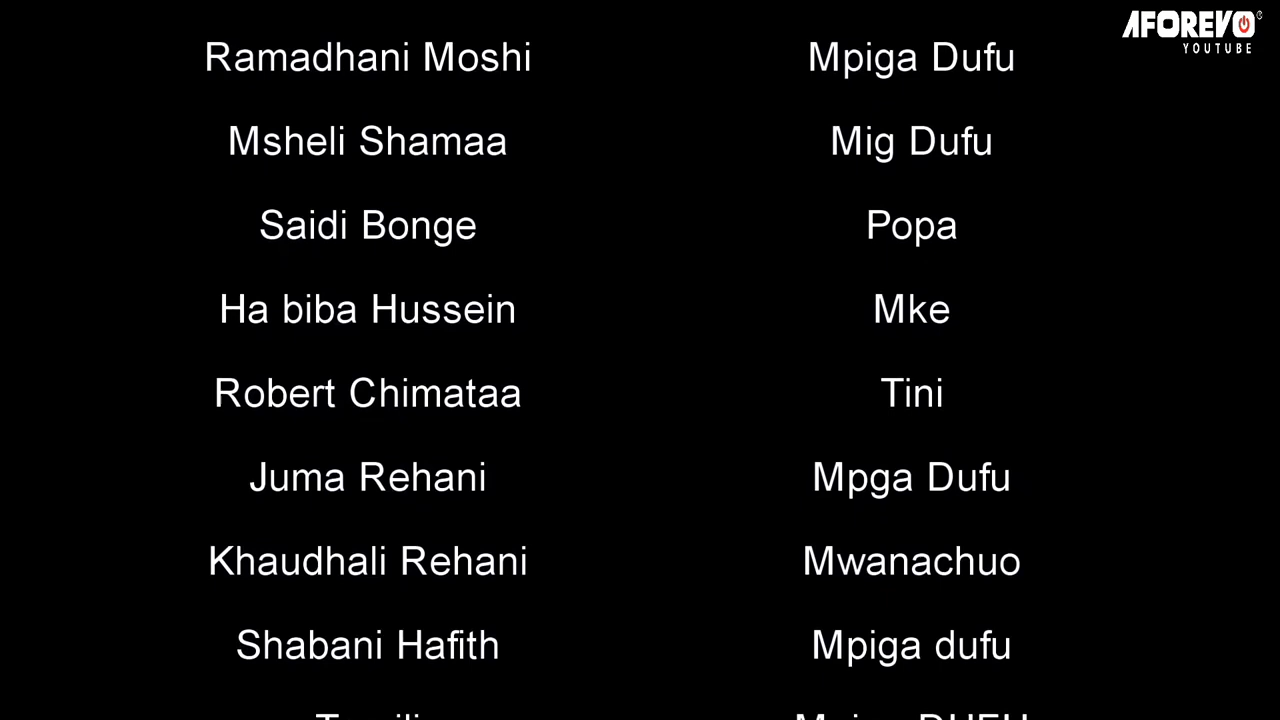 AFOREVO
YOUTUBE
Ramadhani Moshi Mpiga Dufu
Msheli Shamaa Mig Dufu
Saidi Bonge Popa
Ha biba Hussein Mke
Robert Chimataa Tini
Juma Rehani Mpga Dufu
Khaudhali Rehani Mwanachuo
Shabani Hafith Mpiga dufu